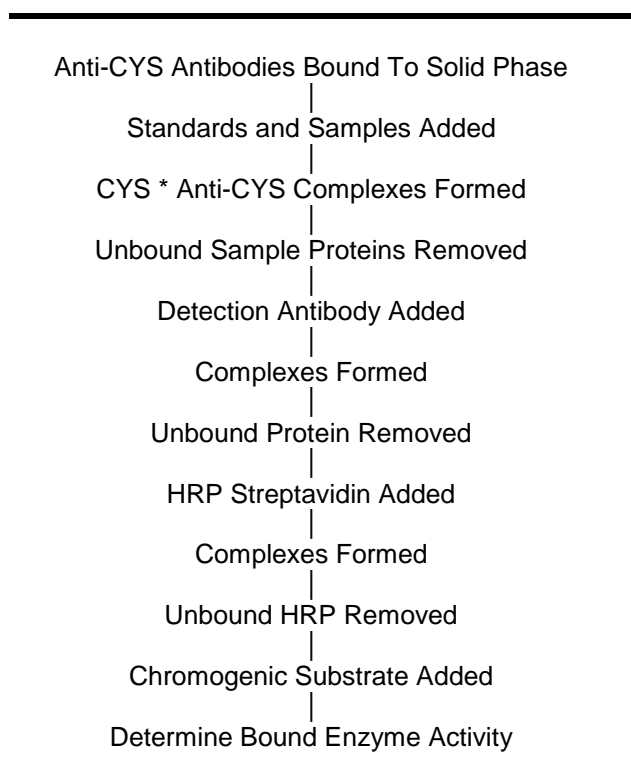 Anti-CYS Antibodies Bound To Solid Phase
Standards and Samples Added
CYS * Anti-CYS Complexes Formed
Unbound Sample Proteins Removed
Detection Antibody Added
Complexes Formed
Unbound Protein Removed
HRP Streptavidin Added
Complexes Formed
Unbound HRP Removed
Chromogenic Substrate Added
Determine Bound Enzyme Activity